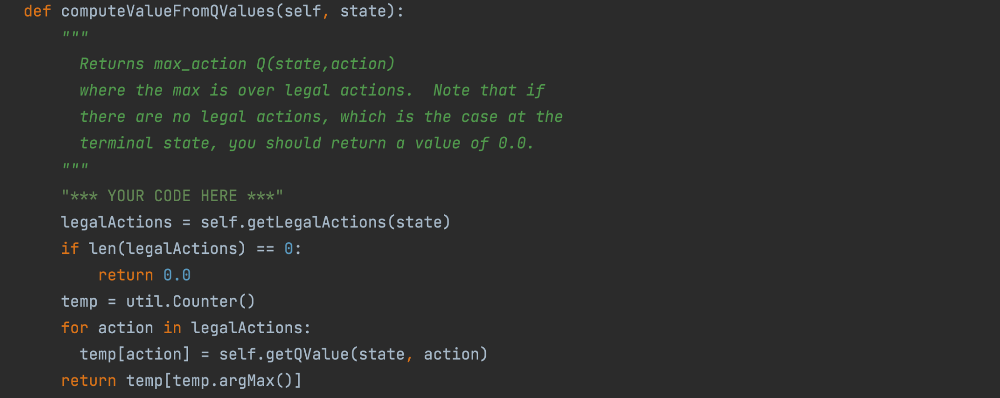 def computeValueFromQValues(self, state):
    """
      Returns max_action Q(state,action)
      where the max is over legal actions.  Note that if
      there are no legal actions, which is the case at the
      terminal state, you should return a value of 0.0.
    """
    "*** YOUR CODE HERE ***"
    legalActions = self.getLegalActions(state)
    if len(legalActions) == 0:
        return 0.0
    temp = util.Counter()
    for action in legalActions:
      temp[action] = self.getQValue(state, action)
    return temp[temp.argMax()]